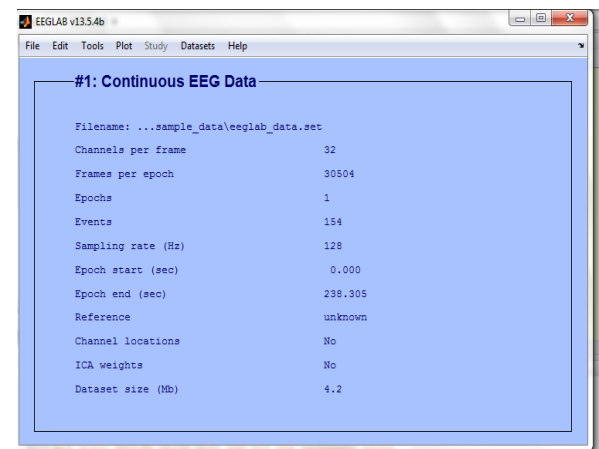 EEGLAB v13.5.4b
File Edit Tools Plot Study Datasets Help
#1: Continuous EEG Data
Filename: ...sample_data\eeglab_data.set
Channels per frame 32
Frames per epoch 30504
Epochs 1
Events 154
Sampling rate (Hz) 128
Epoch start (sec) 0.000
Epoch end (sec) 238.305
Reference unknown
Channel locations No
ICA weights No
Dataset size (Mb) 4.2